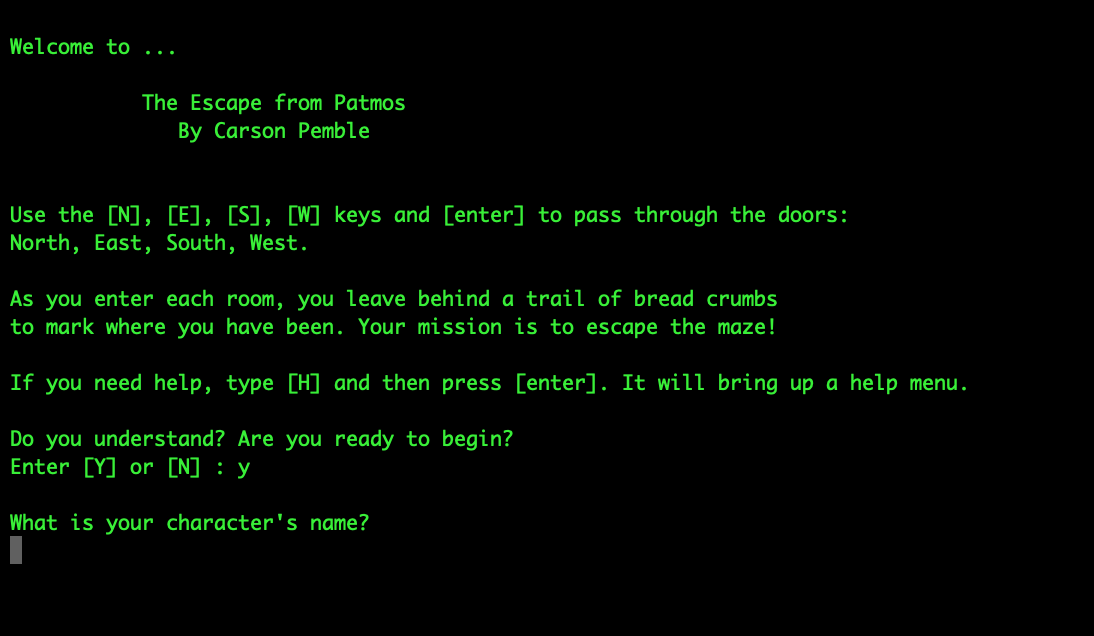 Welcome to ...
The Escape from Patmos
By Carson Pemble
Use the [N], [E], [S], [W] keys and [enter] to pass through the doors:
North, East, South, West.
As you enter each room, you leave behind a trail of bread crumbs
to mark where you have been. Your mission is to escape the maze!
If you need help, type [H] and then press [enter]. It will bring up a help menu.
Do you understand? Are you ready to begin?
Enter [Y] or [N] : y
What is your character's name?